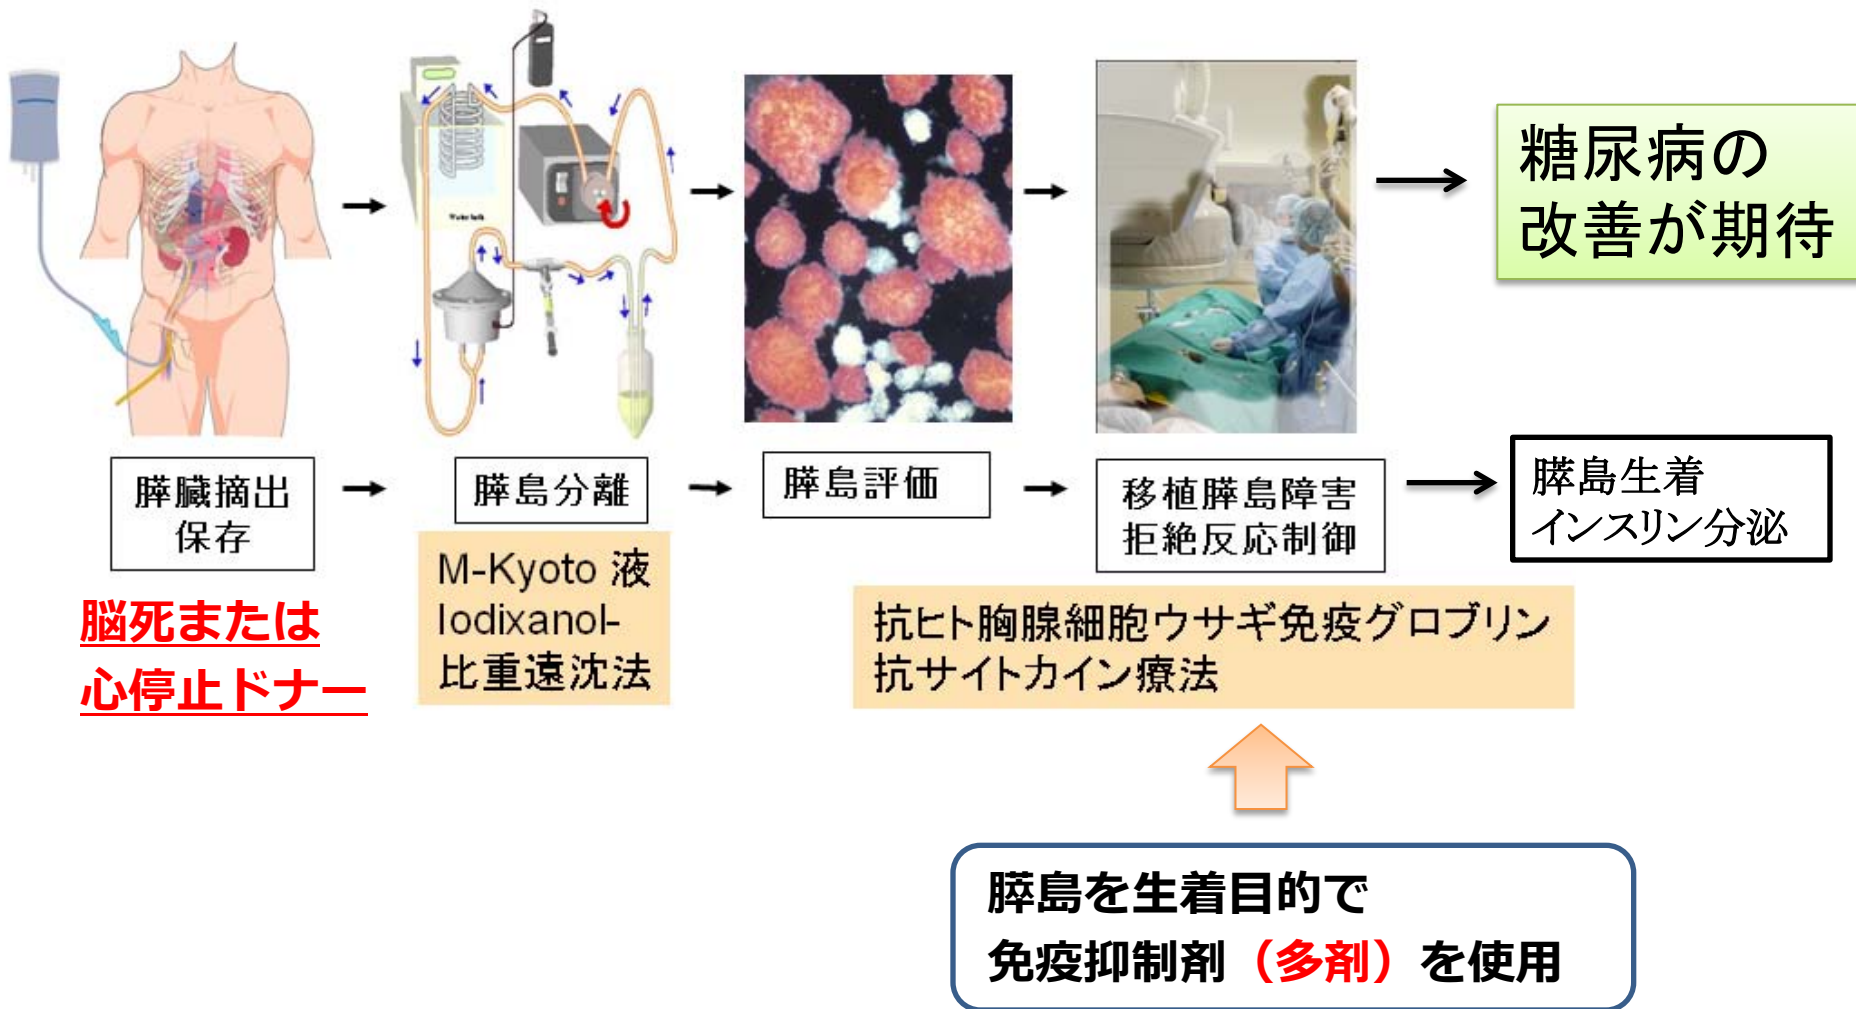 糖尿病の
改善が期待
膵臓摘出
保存
膵島分離
膵島評価
移植膵島障害
拒絶反応制御
膵島生着
インスリン分泌
脳死または
心停止ドナー
M-Kyoto 液
Iodixanol-
比重遠沈法
抗ヒト胸腺細胞ウサギ免疫グロブリン
抗サイトカイン療法
膵島を生着目的で
免疫抑制剤（多剤）を使用